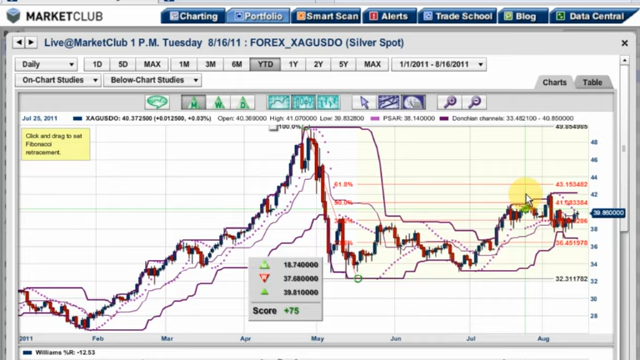 MARKETCLUB
Charting
Portfolio
Smart Scan
Alerts
Trade School
Blog
Data Central
Live@MarketClub 1 P.M. Tuesday 8/16/11 : FOREX_XAGUSDO (Silver Spot)
Daily
1D 5D MAX 1M 3M 6M YTD 1Y 2Y 5Y MAX
1/1/2011 - 8/16/2011
On-Chart Studies
Below-Chart Studies
Charts
Table
M W D
Jul 25, 2011
XAGUSDO: 40.372500 (+0.012500, +0.03%) Open: 40.360000 High: 41.070000 Low: 39.832800
PSAR: 38.140000
Donchian channels: 33.482100 - 40.850000
Click and drag to set Fibonacci retracement.
100.0%
49.854965
48
46
44
61.8%
43.153482
42
41.083384
40
39.860000
38
36.451978
36
34
32.311782
32
30
28
18.740000
37.680000
39.810000
Score +75
2011 Feb Mar Apr May Jun Jul Aug
Williams %R: -12.53